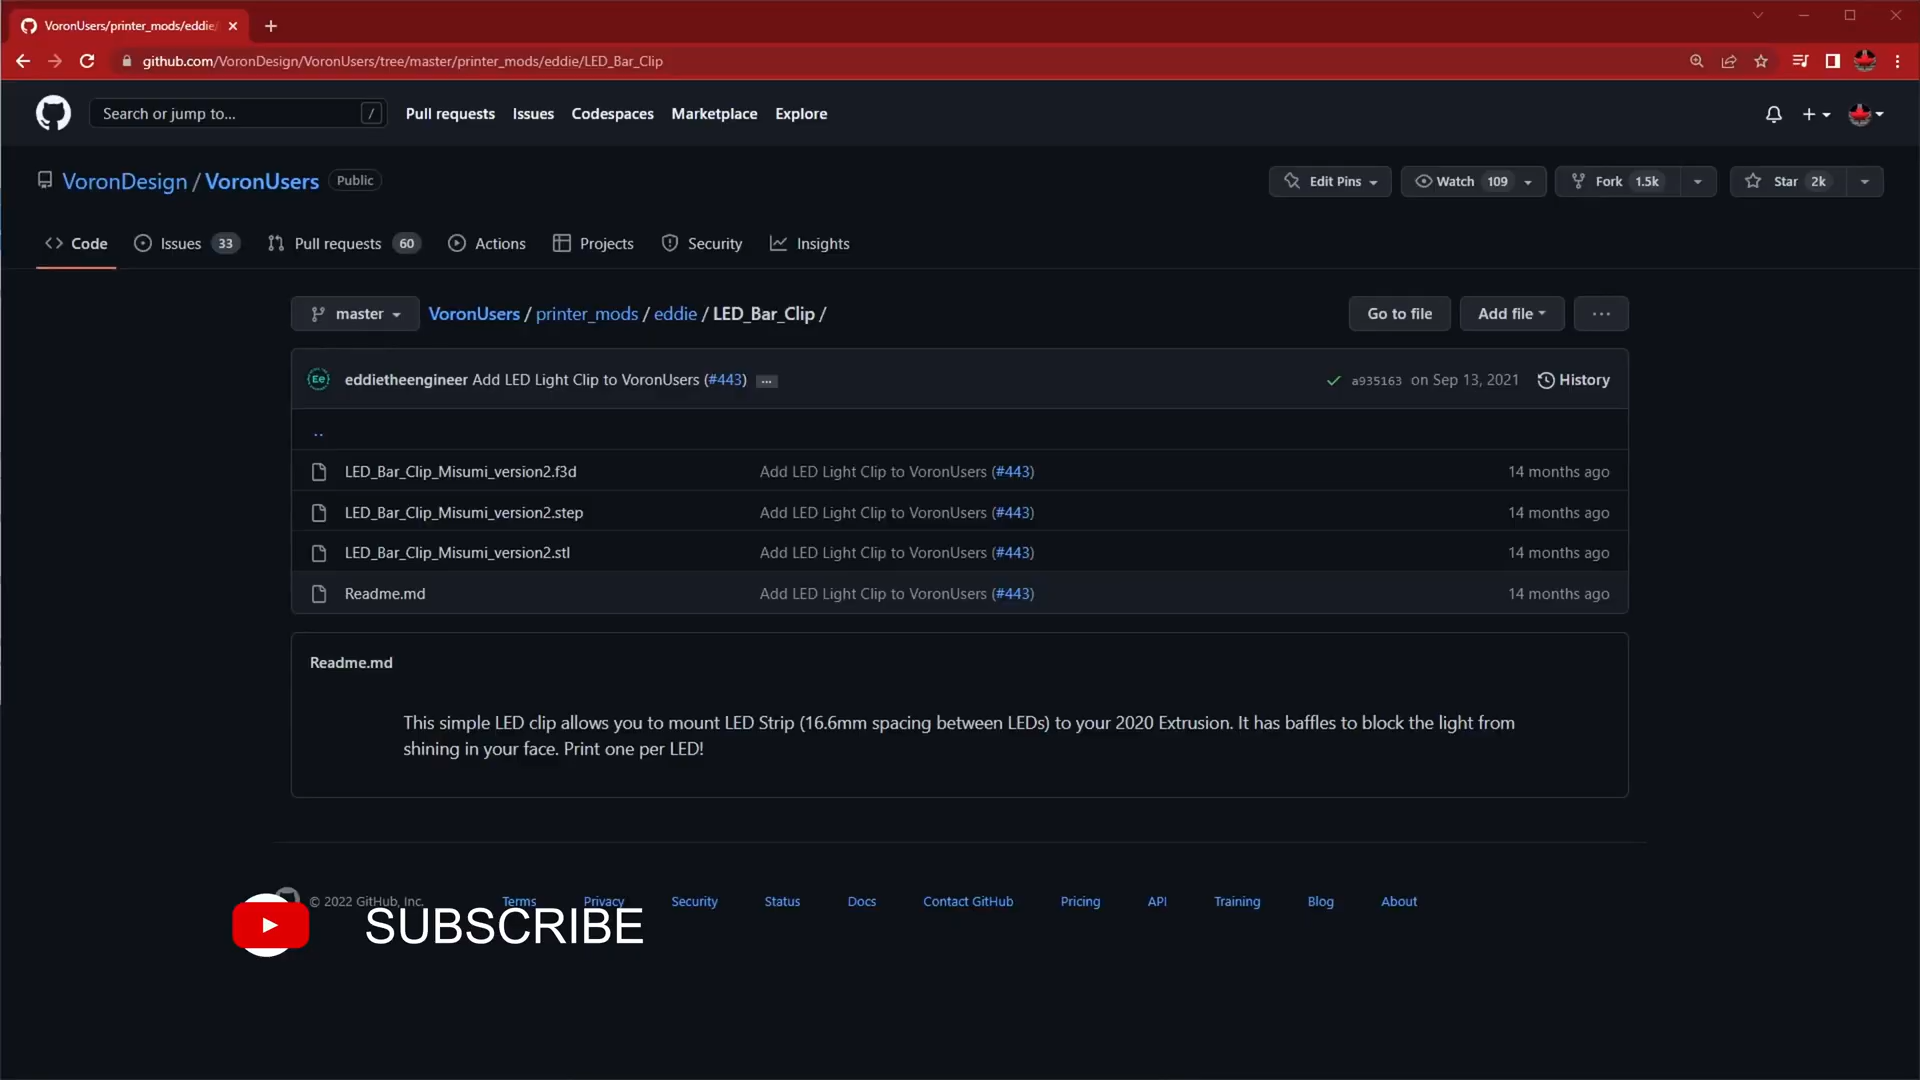 VoronUsers/printer_mods/eddie/
github.com/VoronDesign/VoronUsers/tree/master/printer_mods/eddie/LED_Bar_Clip
Search or jump to... / Pull requests Issues Codespaces Marketplace Explore
VoronDesign / VoronUsers Public Edit Pins Watch 109 Fork 1.5k Star 2k
Code Issues 33 Pull requests 60 Actions Projects Security Insights
master VoronUsers / printer_mods / eddie / LED_Bar_Clip / Go to file Add file ...
Ee eddietheengineer Add LED Light Clip to VoronUsers (#443) ... a935163 on Sep 13, 2021 History
..
LED_Bar_Clip_Misumi_version2.f3d Add LED Light Clip to VoronUsers (#443) 14 months ago
LED_Bar_Clip_Misumi_version2.step Add LED Light Clip to VoronUsers (#443) 14 months ago
LED_Bar_Clip_Misumi_version2.stl Add LED Light Clip to VoronUsers (#443) 14 months ago
Readme.md Add LED Light Clip to VoronUsers (#443) 14 months ago
Readme.md
This simple LED clip allows you to mount LED Strip (16.6mm spacing between LEDs) to your 2020 Extrusion. It has baffles to block the light from
shining in your face. Print one per LED!
© 2022 GitHub, Inc. Terms Privacy Security Status Docs Contact GitHub Pricing API Training Blog About
SUBSCRIBE